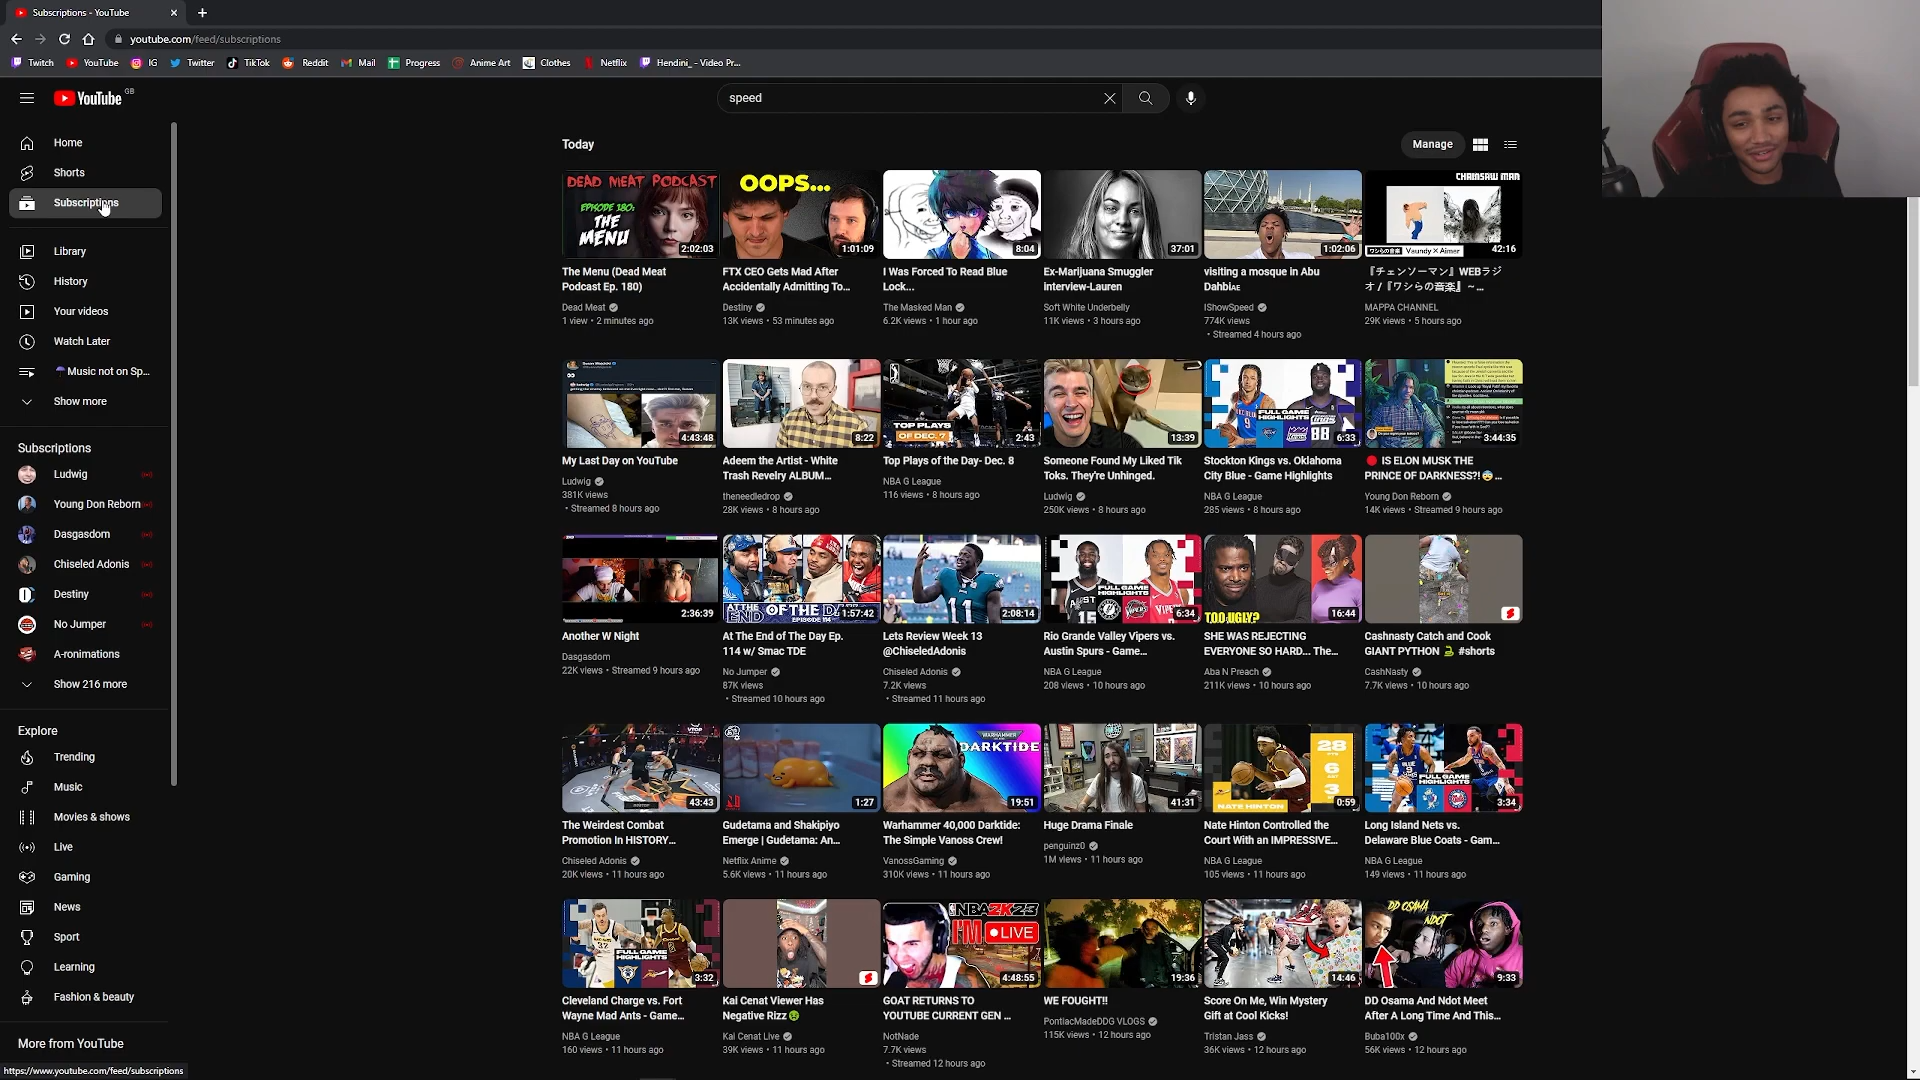 Subscriptions - YouTube
youtube.com/feed/subscriptions
Twitch YouTube IG Twitter TikTok Reddit Mail Progress Anime Art Clothes Netflix Hendini_ - Video Pr...
YouTube GB
speed
Home
Shorts
Subscriptions
Library
History
Your videos
Watch Later
Music not on Sp...
Show more
Subscriptions
Ludwig
Young Don Reborn
Dasgasdom
Chiseled Adonis
Destiny
No Jumper
A-ronimations
Show 216 more
Explore
Trending
Music
Movies & shows
Live
Gaming
News
Sport
Learning
Fashion & beauty
More from YouTube
https://www.youtube.com/feed/subscriptions
Today
Manage
DEAD MEAT PODCAST
EPISODE 180:
THE
MENU
2:02:03
The Menu (Dead Meat
Podcast Ep. 180)
Dead Meat
1 view • 2 minutes ago
OOPS...
1:01:09
FTX CEO Gets Mad After
Accidentally Admitting To...
Destiny
13K views • 53 minutes ago
8:04
I Was Forced To Read Blue
Lock...
The Masked Man
6.2K views • 1 hour ago
37:01
Ex-Marijuana Smuggler
interview-Lauren
Soft White Underbelly
11K views • 3 hours ago
1:02:06
visiting a mosque in Abu
Dahbi🇦🇪
IShowSpeed
774K views
• Streamed 4 hours ago
CHAINSAW MAN
ワシらの音楽 Vaundy × Aimer
42:16
『チェンソーマン』WEBラジ
オ /『ワシらの音楽』～...
MAPPA CHANNEL
29K views • 5 hours ago
4:43:48
My Last Day on YouTube
Ludwig
381K views
• Streamed 8 hours ago
8:22
Adeem the Artist - White
Trash Revelry ALBUM...
theneedledrop
28K views • 8 hours ago
TOP PLAYS
OF DEC. 7
2:43
Top Plays of the Day- Dec. 8
NBA G League
116 views • 8 hours ago
13:39
Someone Found My Liked Tik
Toks. They're Unhinged.
Ludwig
250K views • 8 hours ago
FULL GAME
HIGHLIGHTS
6:33
Stockton Kings vs. Oklahoma
City Blue - Game Highlights
NBA G League
285 views • 8 hours ago
3:44:35
🔴 IS ELON MUSK THE
PRINCE OF DARKNESS?!😨...
Young Don Reborn
14K views • Streamed 9 hours ago
2:36:39
Another W Night
Dasgasdom
22K views • Streamed 9 hours ago
AT THE
END OF THE DAY
EPISODE 114
1:57:42
At The End of The Day Ep.
114 w/ Smac TDE
No Jumper
87K views
• Streamed 10 hours ago
11
2:08:14
Lets Review Week 13
@ChiseledAdonis
Chiseled Adonis
7.2K views
• Streamed 11 hours ago
FULL GAME
HIGHLIGHTS
6:34
Rio Grande Valley Vipers vs.
Austin Spurs - Game...
NBA G League
208 views • 10 hours ago
TOO UGLY?
16:44
SHE WAS REJECTING
EVERYONE SO HARD... The...
Aba N Preach
211K views • 10 hours ago
Cashnasty Catch and Cook
GIANT PYTHON 🐍 #shorts
CashNasty
7.7K views • 10 hours ago
43:43
The Weirdest Combat
Promotion In HISTORY...
Chiseled Adonis
20K views • 11 hours ago
1:27
Gudetama and Shakipiyo
Emerge | Gudetama: An...
Netflix Anime
5.6K views • 11 hours ago
WARHAMMER
DARKTIDE
19:51
Warhammer 40,000 Darktide:
The Simple Vanoss Crew!
VanossGaming
310K views • 11 hours ago
41:31
Huge Drama Finale
penguinz0
1M views • 11 hours ago
28
6
3
NATE HINTON
0:59
Nate Hinton Controlled the
Court With an IMPRESSIVE...
NBA G League
105 views • 11 hours ago
FULL GAME
HIGHLIGHTS
3:34
Long Island Nets vs.
Delaware Blue Coats - Gam...
NBA G League
149 views • 11 hours ago
FULL GAME
HIGHLIGHTS
3:32
Cleveland Charge vs. Fort
Wayne Mad Ants - Game...
NBA G League
160 views • 11 hours ago
Kai Cenat Viewer Has
Negative Rizz🤢
Kai Cenat Live
39K views • 11 hours ago
NBA 2K23
I'M LIVE
4:48:55
GOAT RETURNS TO
YOUTUBE CURRENT GEN ...
NotNade
7.7K views
• Streamed 12 hours ago
19:36
WE FOUGHT!!
PontiacMadeDDG VLOGS
115K views • 12 hours ago
14:46
Score On Me, Win Mystery
Gift at Cool Kicks!
Tristan Jass
36K views • 12 hours ago
DD OSAMA
NDOT
9:33
DD Osama And Ndot Meet
After A Long Time And This...
Buba100x
56K views • 12 hours ago